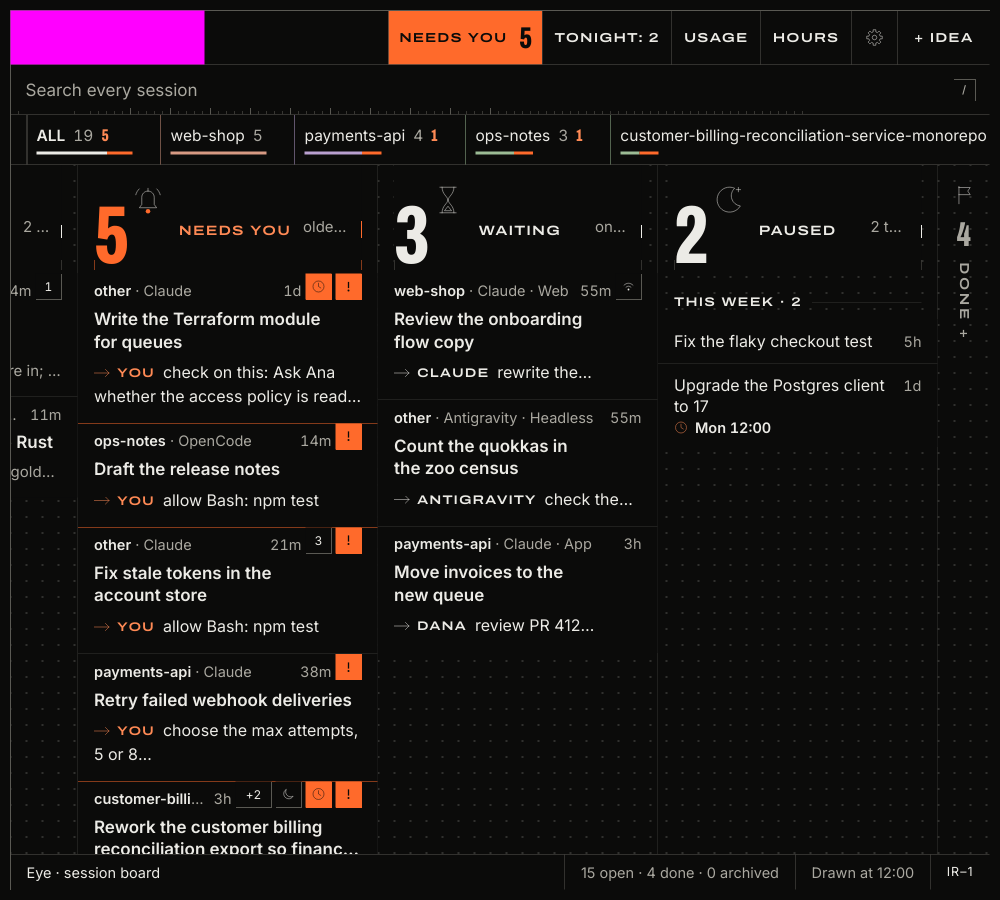 NEEDS YOU 5
TONIGHT: 2
USAGE
HOURS
+ IDEA
Search every session
/
ALL 19 5
web-shop 5
payments-api 4 1
ops-notes 3 1
customer-billing-reconciliation-service-monorepo
2 ...
4m 1
re in; ...
. 11m
Rust
gold...
5 NEEDS YOU olde...
other · Claude 1d !
Write the Terraform module
for queues
→ YOU check on this: Ask Ana
whether the access policy is read...
ops-notes · OpenCode 14m !
Draft the release notes
→ YOU allow Bash: npm test
other · Claude 21m 3 !
Fix stale tokens in the
account store
→ YOU allow Bash: npm test
payments-api · Claude 38m !
Retry failed webhook deliveries
→ YOU choose the max attempts,
5 or 8...
customer-billi... 3h +2 !
Rework the customer billing
reconciliation export so financ...
3 WAITING on...
web-shop · Claude · Web 55m
Review the onboarding
flow copy
→ CLAUDE rewrite the...
other · Antigravity · Headless 55m
Count the quokkas in
the zoo census
→ ANTIGRAVITY check the...
payments-api · Claude · App 3h
Move invoices to the
new queue
→ DANA review PR 412...
2 PAUSED 2 t...
THIS WEEK · 2
Fix the flaky checkout test 5h
Upgrade the Postgres client 1d
to 17
Mon 12:00
4 DONE +
Eye · session board
15 open · 4 done · 0 archived
Drawn at 12:00
IR–1